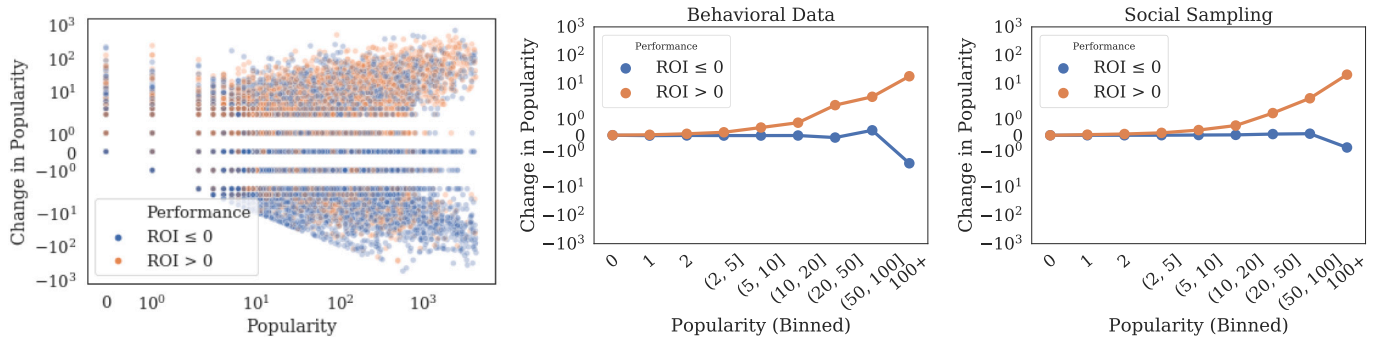 Change in Popularity
10³
10²
10¹
10⁰
0
−10⁰
−10¹
−10²
−10³
Performance
ROI ≤ 0
ROI > 0
0 10⁰ 10¹ 10² 10³
Popularity
Behavioral Data
Change in Popularity
10³
10²
10¹
10⁰
0
−10⁰
−10¹
−10²
−10³
Performance
ROI ≤ 0
ROI > 0
0 1 2 (2, 5] (5, 10] (10, 20] (20, 50] (50, 100] 100+
Popularity (Binned)
Social Sampling
Change in Popularity
10³
10²
10¹
10⁰
0
−10⁰
−10¹
−10²
−10³
Performance
ROI ≤ 0
ROI > 0
0 1 2 (2, 5] (5, 10] (10, 20] (20, 50] (50, 100] 100+
Popularity (Binned)